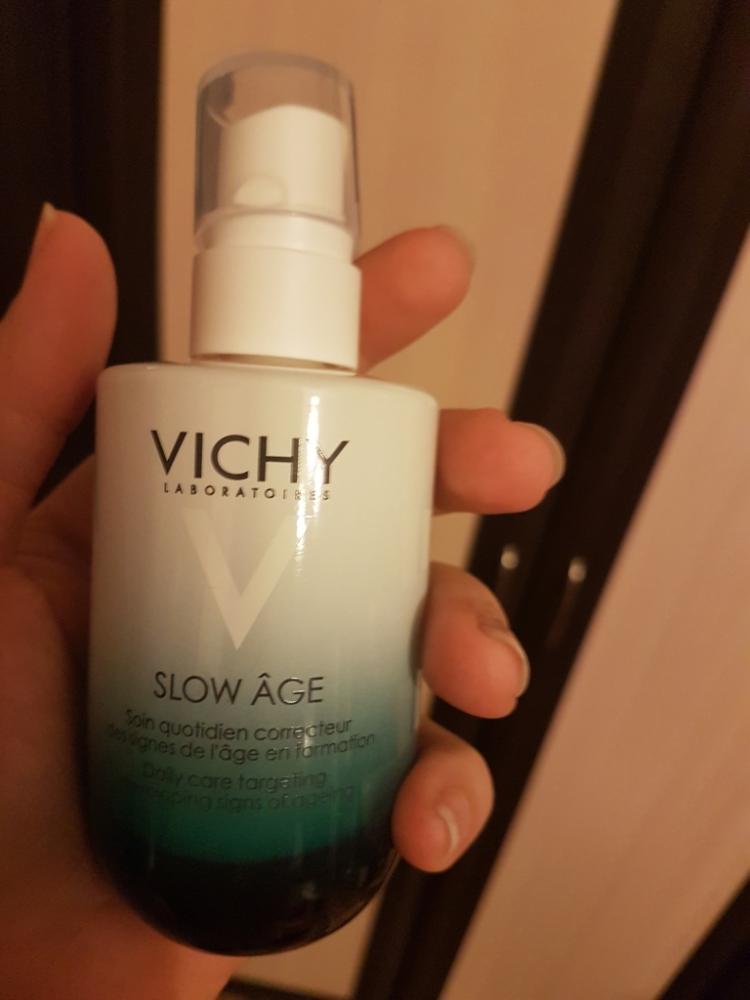 VICHY
LABORATOIRES
V
SLOW ÂGE
Soin quotidien correcteur
des signes de l'âge en formation
Daily care targeting
signs of ageing